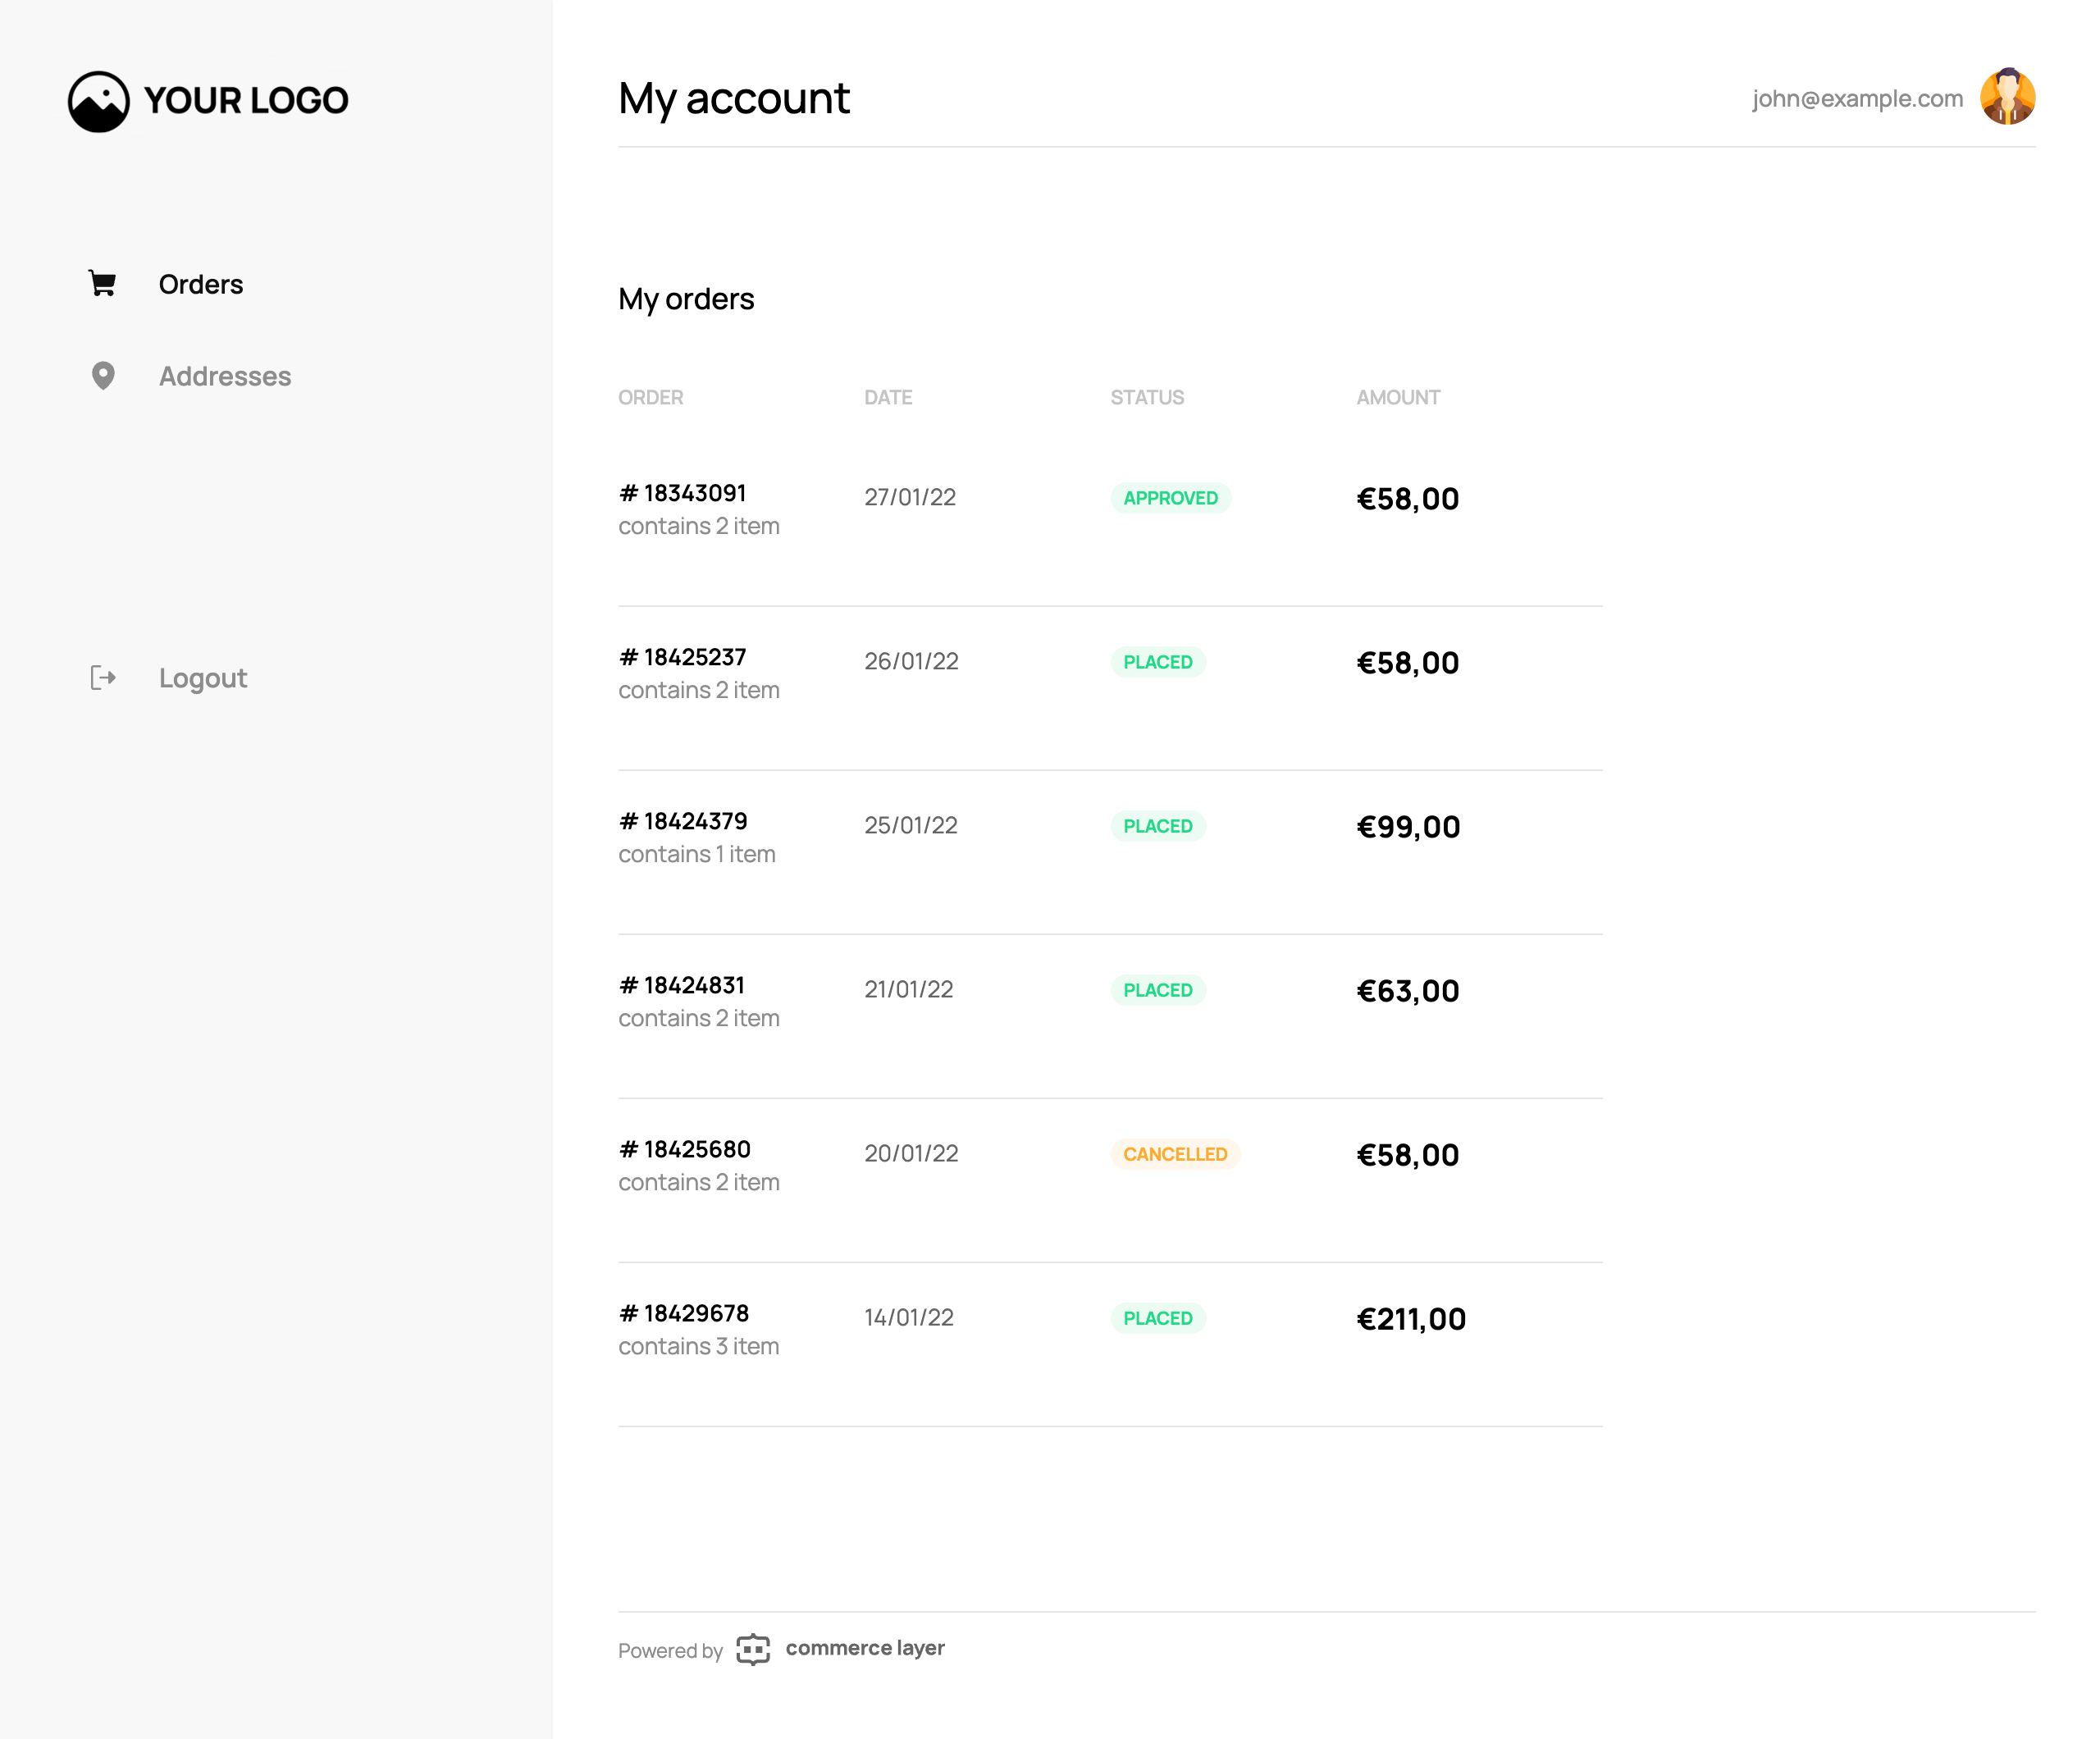 YOUR LOGO
My account
john@example.com
Orders
Addresses
Logout
My orders
ORDER DATE STATUS AMOUNT
# 18343091 27/01/22 APPROVED €58,00
contains 2 item
# 18425237 26/01/22 PLACED €58,00
contains 2 item
# 18424379 25/01/22 PLACED €99,00
contains 1 item
# 18424831 21/01/22 PLACED €63,00
contains 2 item
# 18425680 20/01/22 CANCELLED €58,00
contains 2 item
# 18429678 14/01/22 PLACED €211,00
contains 3 item
Powered by commerce layer